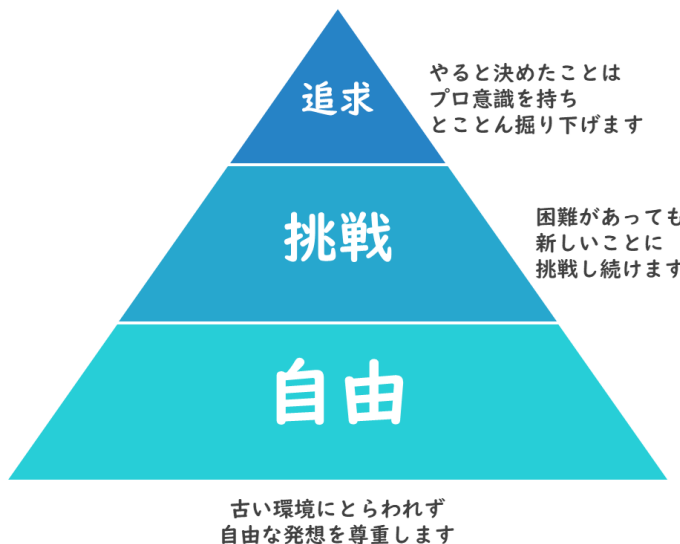 追求
やると決めたことは
プロ意識を持ち
とことん掘り下げます
挑戦
困難があっても
新しいことに
挑戦し続けます
自由
古い環境にとらわれず
自由な発想を尊重します